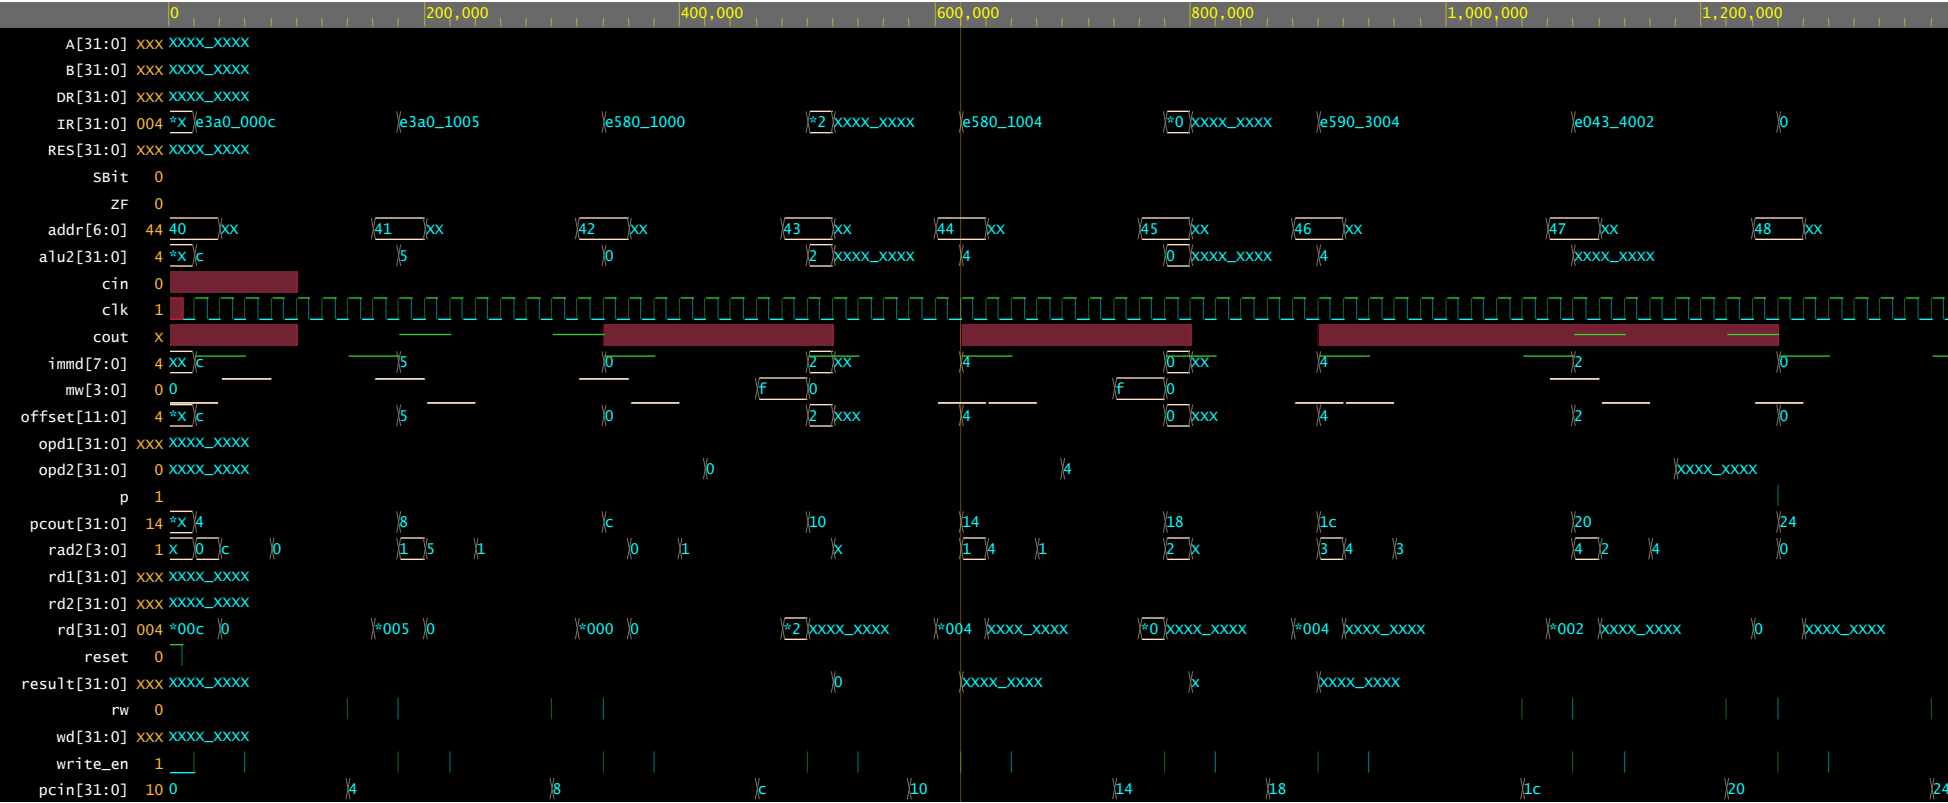 0 200,000 400,000 600,000 800,000 1,000,000 1,200,000
A[31:0] XXX XXXX_XXXX
B[31:0] XXX XXXX_XXXX
DR[31:0] XXX XXXX_XXXX
IR[31:0] 004 *X e3a0_000c e3a0_1005 e580_1000 *2 XXXX_XXXX e580_1004 *0 XXXX_XXXX e590_3004 e043_4002 0
RES[31:0] XXX XXXX_XXXX
SBit 0
ZF 0
addr[6:0] 44 40 XX 41 XX 42 XX 43 XX 44 XX 45 XX 46 XX 47 XX 48 XX
alu2[31:0] 4 *X c 5 0 2 XXXX_XXXX 4 0 XXXX_XXXX 4 XXXX_XXXX
cin 0
clk 1
cout X
immd[7:0] 4 XX c 5 0 2 XX 4 0 XX 4 2 0
mw[3:0] 0 0 f 0 f 0
offset[11:0] 4 *X c 5 0 2 XXX 4 0 XXX 4 2 0
opd1[31:0] XXX XXXX_XXXX
opd2[31:0] 0 XXXX_XXXX 0 4 XXXX_XXXX
p 1
pcout[31:0] 14 *X 4 8 c 10 14 18 1c 20 24
rad2[3:0] 1 X 0 c 0 1 5 1 0 1 x 1 4 1 2 x 3 4 3 4 2 4 0
rd1[31:0] XXX XXXX_XXXX
rd2[31:0] XXX XXXX_XXXX
rd[31:0] 004 *00c 0 *005 0 *000 0 *2 XXXX_XXXX *004 XXXX_XXXX *0 XXXX_XXXX *004 XXXX_XXXX *002 XXXX_XXXX 0 XXXX_XXXX
reset 0
result[31:0] XXX XXXX_XXXX 0 XXXX_XXXX x XXXX_XXXX
rw 0
wd[31:0] XXX XXXX_XXXX
write_en 1
pcin[31:0] 10 0 4 8 c 10 14 18 1c 20 24